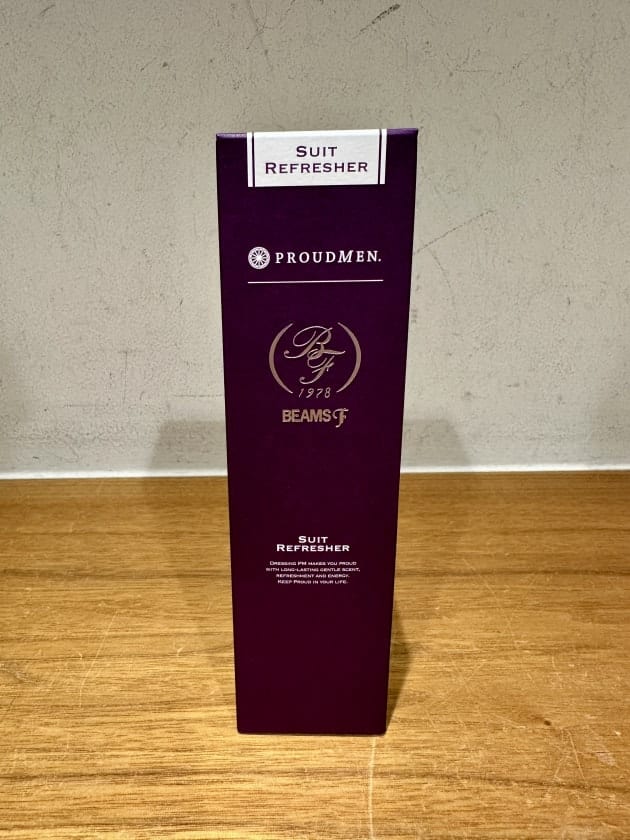 SUIT
REFRESHER
PROUDMEN.
BF
1978
BEAMS F
SUIT
REFRESHER
DRESSING PM MAKES YOU PROUD
WITH LONG-LASTING GENTLE SCENT,
REFRESHMENT AND ENERGY.
KEEP PROUD IN YOUR LIFE.